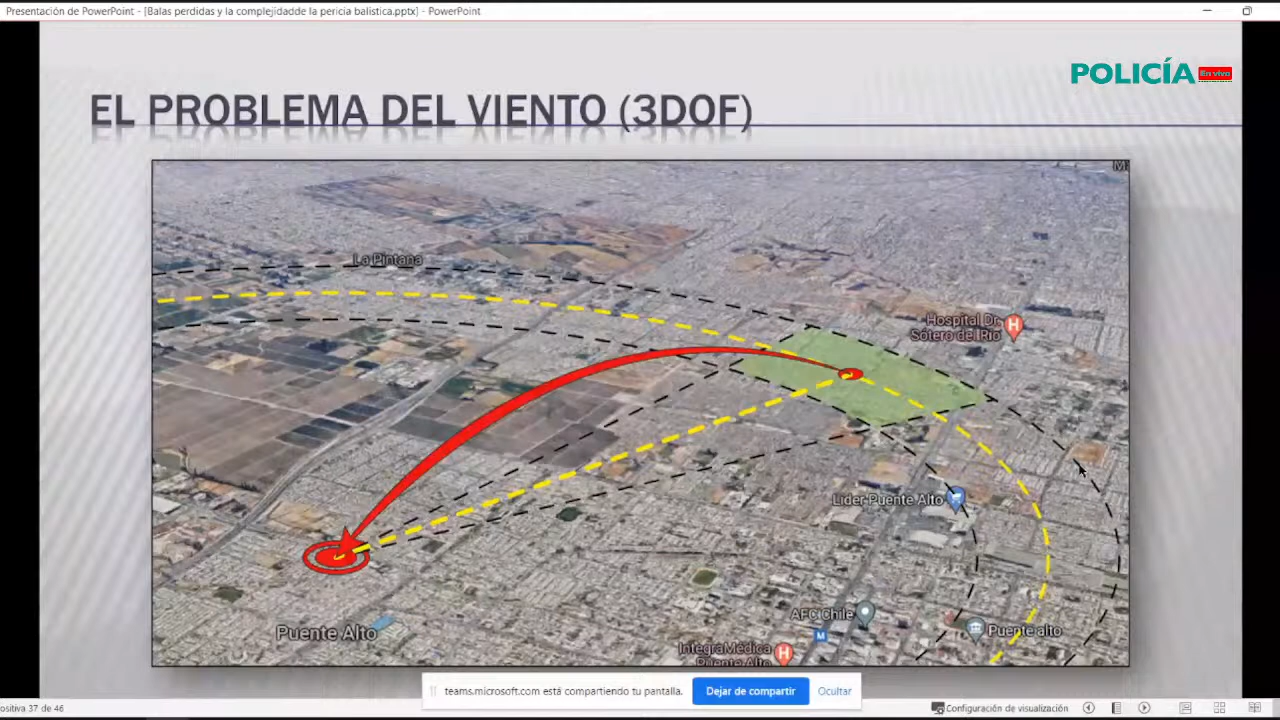 Presentación de PowerPoint - [Balas perdidas y la complejidadde la pericia balistica.pptx] - PowerPoint
POLICÍA En vivo
EL PROBLEMA DEL VIENTO (3DOF)
La Pintana
Hospital Dr.
Sótero del Río
Lider Puente Alto
AFC Chile
M
Puente alto
Puente Alto
IntegraMédica
Puente Alto
teams.microsoft.com está compartiendo tu pantalla.
Dejar de compartir
Ocultar
ositiva 37 de 46
Configuración de visualización